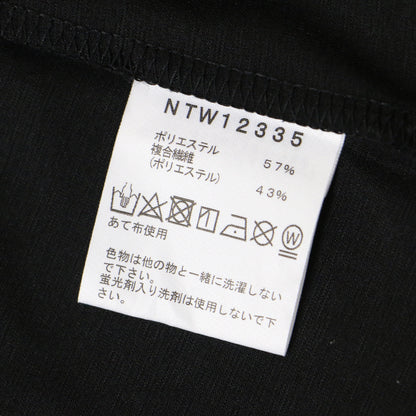 NTW12335
ポリエステル 57%
複合繊維
(ポリエステル) 43%
あて布使用
色物は他の物と一緒に洗濯しない
で下さい。
蛍光剤入り洗剤は使用しないで下
さい。